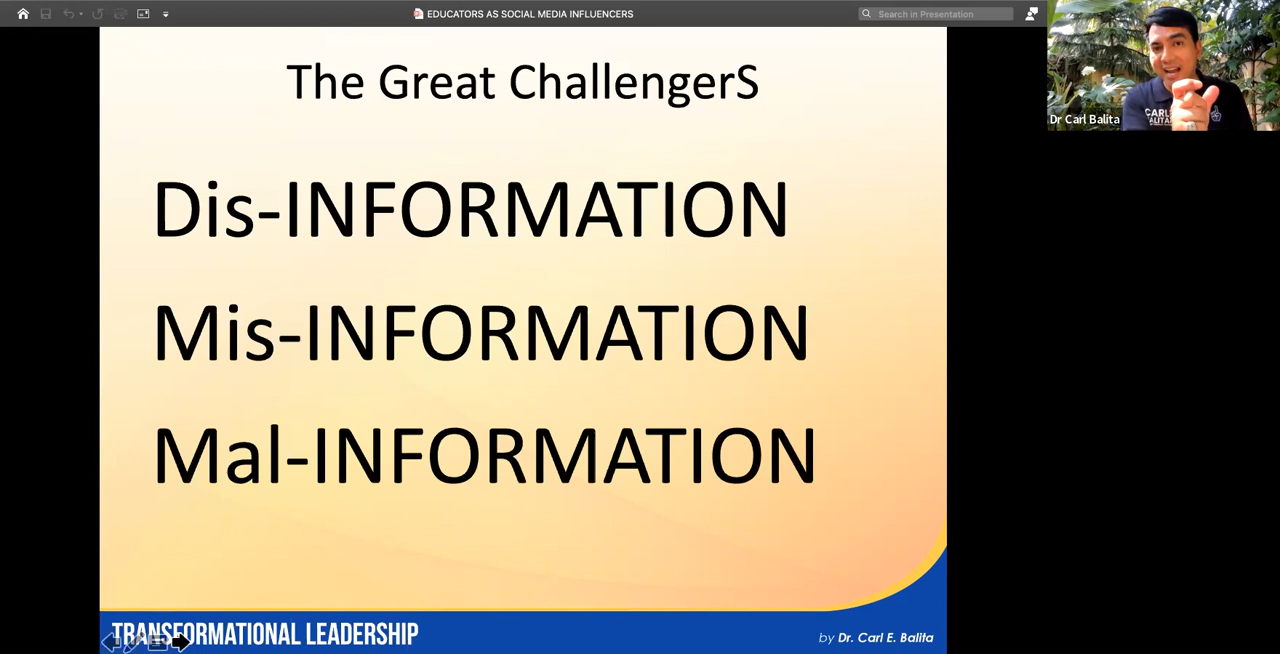 EDUCATORS AS SOCIAL MEDIA INFLUENCERS
Search in Presentation
The Great ChallengerS
Dis-INFORMATION
Mis-INFORMATION
Mal-INFORMATION
TRANSFORMATIONAL LEADERSHIP
by Dr. Carl E. Balita
CARL
Dr Carl Balita